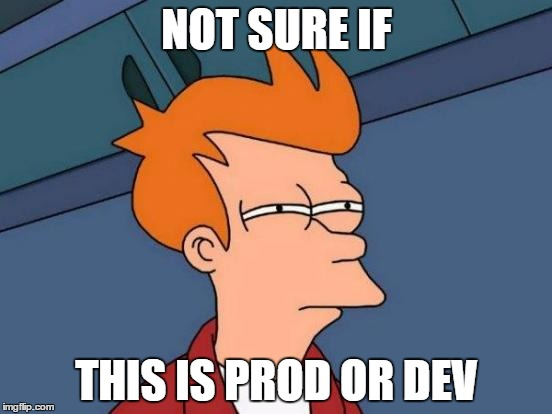 NOT SURE IF
THIS IS PROD OR DEV
imgflip.com